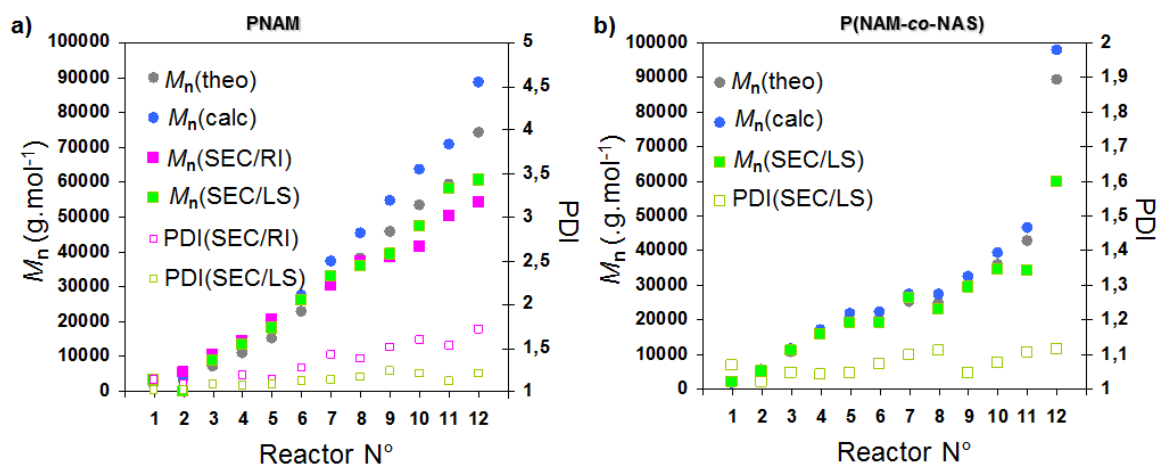 a)
PNAM
Mn (g.mol-1)
100000
90000
80000
70000
60000
50000
40000
30000
20000
10000
0
Mn(theo)
Mn(calc)
Mn(SEC/RI)
Mn(SEC/LS)
PDI(SEC/RI)
PDI(SEC/LS)
5
4,5
4
3,5
3
2,5
2
1,5
1
PDI
1 2 3 4 5 6 7 8 9 10 11 12
Reactor N°
b)
P(NAM-co-NAS)
Mn (.g.mol-1)
100000
90000
80000
70000
60000
50000
40000
30000
20000
10000
0
Mn(theo)
Mn(calc)
Mn(SEC/LS)
PDI(SEC/LS)
2
1,9
1,8
1,7
1,6
1,5
1,4
1,3
1,2
1,1
1
PDI
1 2 3 4 5 6 7 8 9 10 11 12
Reactor N°